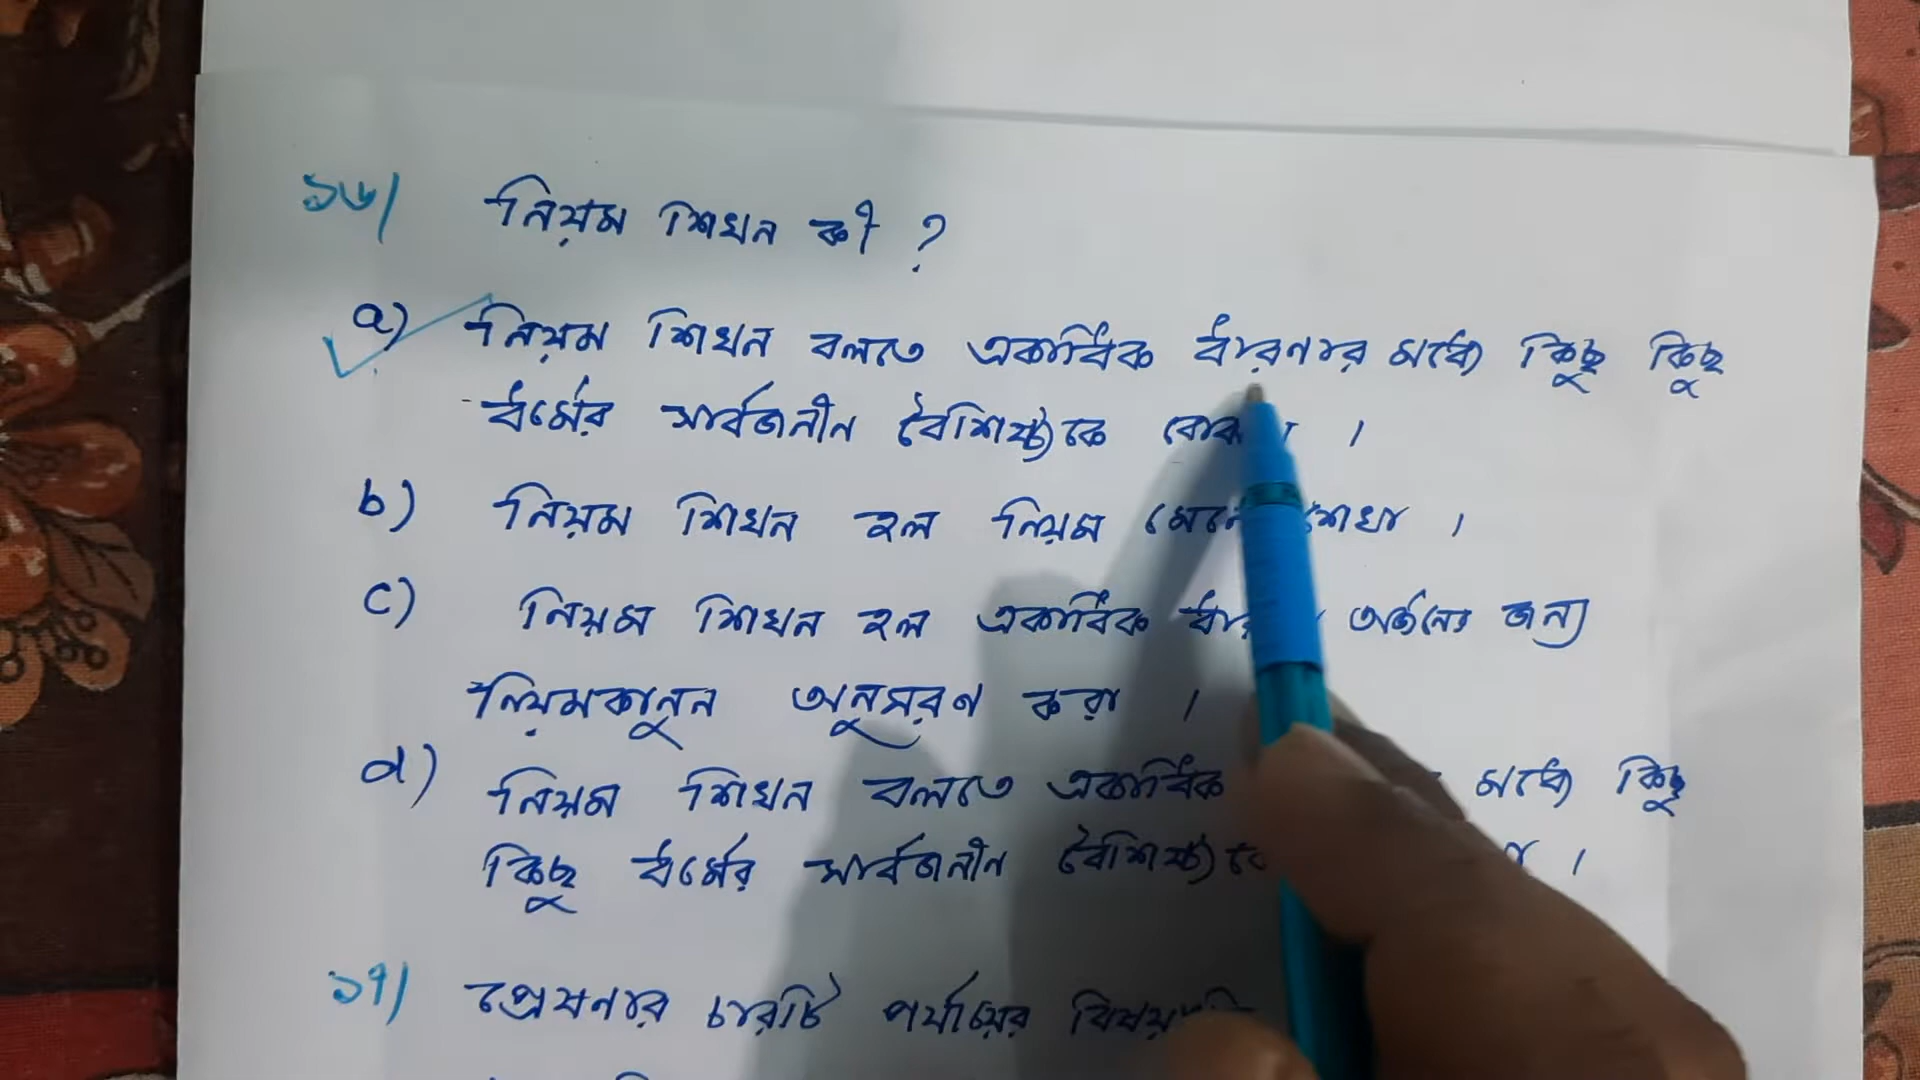 ১৬/ নিয়ম শিখন কী ?
a) নিয়ম শিখন বলতে একাধিক ধারণার মধ্যে কিছু কিছু
ধর্মের সার্বজনীন বৈশিষ্ট্যকে
b) নিয়ম শিখন হল নিয়ম মেনে শেখা ।
c) নিয়ম শিখন হল একাধিক অর্জনের জন্য
নিয়মকানুন অনুসরণ করা ।
d) নিয়ম শিখন বলতে একাধিক মধ্যে কিছু
কিছু ধর্মের সার্বজনীন ।
১৭/ প্রেষণার চারটি পর্যায়ের